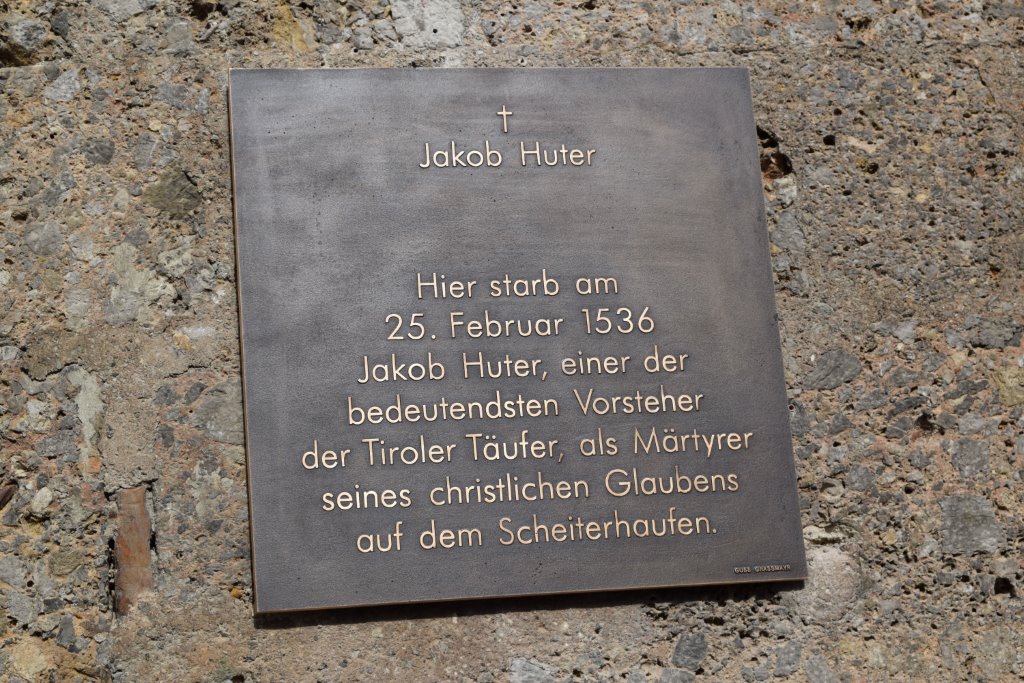 Jakob Huter
Hier starb am
25. Februar 1536
Jakob Huter, einer der
bedeutendsten Vorsteher
der Tiroler Täufer, als Märtyrer
seines christlichen Glaubens
auf dem Scheiterhaufen.
GUSS GRASSMAYR